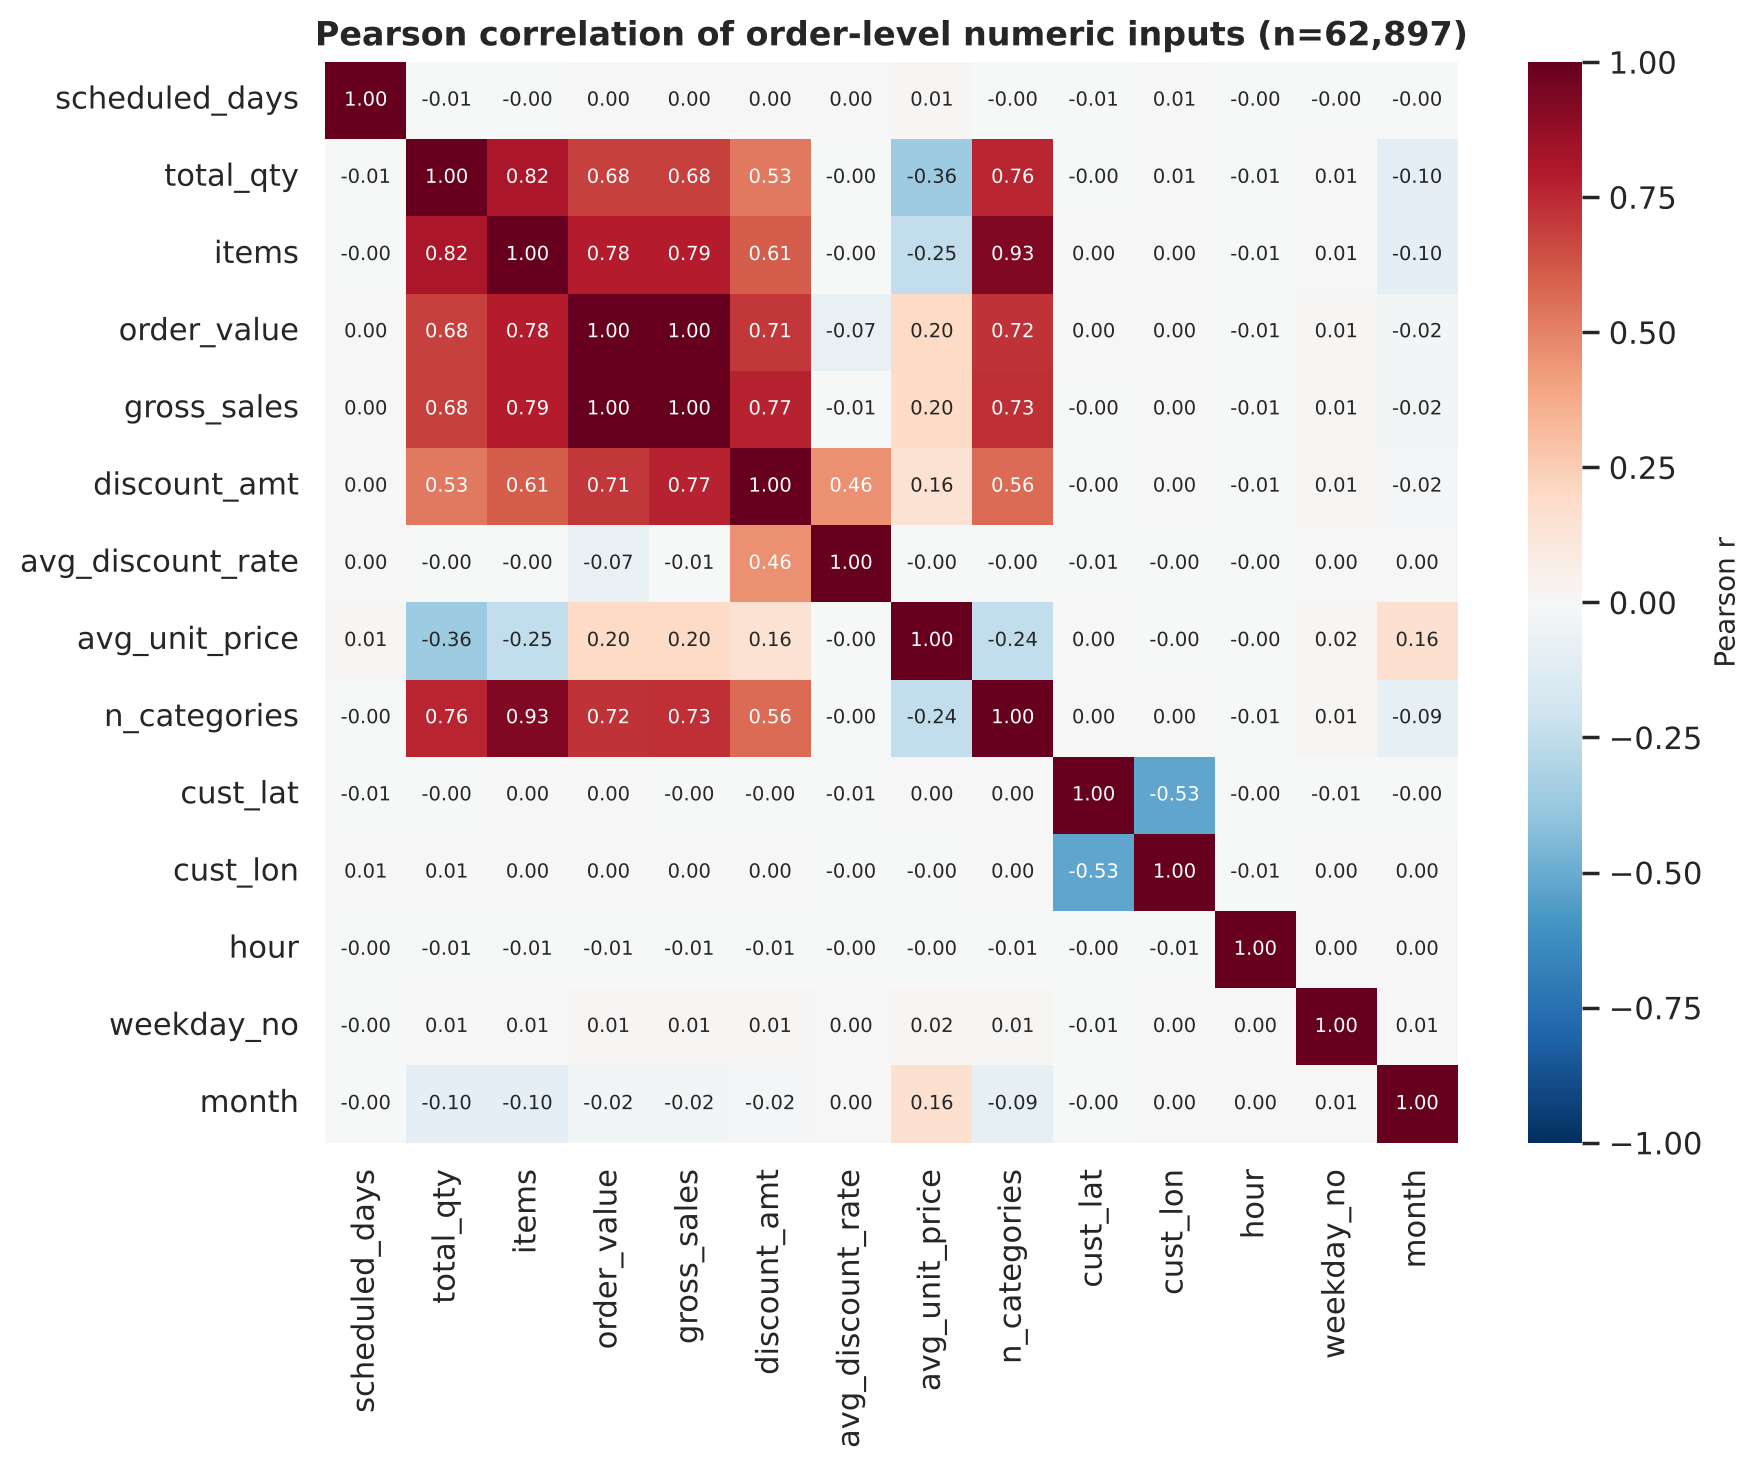 Pearson correlation of order-level numeric inputs (n=62,897)
scheduled_days 1.00 -0.01 -0.00 0.00 0.00 0.00 0.00 0.01 -0.00 -0.01 0.01 -0.00 -0.00 -0.00
total_qty -0.01 1.00 0.82 0.68 0.68 0.53 -0.00 -0.36 0.76 -0.00 0.01 -0.01 0.01 -0.10
items -0.00 0.82 1.00 0.78 0.79 0.61 -0.00 -0.25 0.93 0.00 0.00 -0.01 0.01 -0.10
order_value 0.00 0.68 0.78 1.00 1.00 0.71 -0.07 0.20 0.72 0.00 0.00 -0.01 0.01 -0.02
gross_sales 0.00 0.68 0.79 1.00 1.00 0.77 -0.01 0.20 0.73 -0.00 0.00 -0.01 0.01 -0.02
discount_amt 0.00 0.53 0.61 0.71 0.77 1.00 0.46 0.16 0.56 -0.00 0.00 -0.01 0.01 -0.02
avg_discount_rate 0.00 -0.00 -0.00 -0.07 -0.01 0.46 1.00 -0.00 -0.00 -0.01 -0.00 -0.00 0.00 0.00
avg_unit_price 0.01 -0.36 -0.25 0.20 0.20 0.16 -0.00 1.00 -0.24 0.00 -0.00 -0.00 0.02 0.16
n_categories -0.00 0.76 0.93 0.72 0.73 0.56 -0.00 -0.24 1.00 0.00 0.00 -0.01 0.01 -0.09
cust_lat -0.01 -0.00 0.00 0.00 -0.00 -0.00 -0.01 0.00 0.00 1.00 -0.53 -0.00 -0.01 -0.00
cust_lon 0.01 0.01 0.00 0.00 0.00 0.00 -0.00 -0.00 0.00 -0.53 1.00 -0.01 0.00 0.00
hour -0.00 -0.01 -0.01 -0.01 -0.01 -0.01 -0.00 -0.00 -0.01 -0.00 -0.01 1.00 0.00 0.00
weekday_no -0.00 0.01 0.01 0.01 0.01 0.01 0.00 0.02 0.01 -0.01 0.00 0.00 1.00 0.01
month -0.00 -0.10 -0.10 -0.02 -0.02 -0.02 0.00 0.16 -0.09 -0.00 0.00 0.00 0.01 1.00
scheduled_days
total_qty
items
order_value
gross_sales
discount_amt
avg_discount_rate
avg_unit_price
n_categories
cust_lat
cust_lon
hour
weekday_no
month
1.00
0.75
0.50
0.25
0.00
−0.25
−0.50
−0.75
−1.00
Pearson r